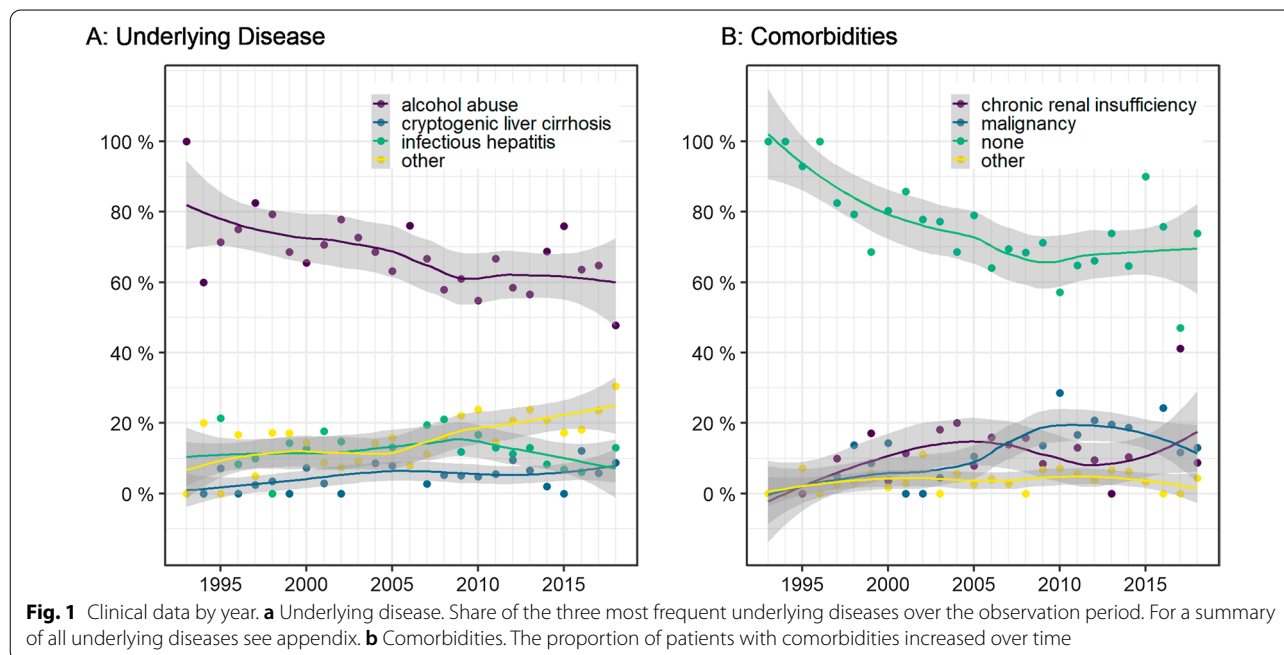 A: Underlying Disease
alcohol abuse
cryptogenic liver cirrhosis
infectious hepatitis
other
100 %
80 %
60 %
40 %
20 %
0 %
1995 2000 2005 2010 2015
B: Comorbidities
chronic renal insufficiency
malignancy
none
other
100 %
80 %
60 %
40 %
20 %
0 %
1995 2000 2005 2010 2015
Fig. 1 Clinical data by year. a Underlying disease. Share of the three most frequent underlying diseases over the observation period. For a summary
of all underlying diseases see appendix. b Comorbidities. The proportion of patients with comorbidities increased over time